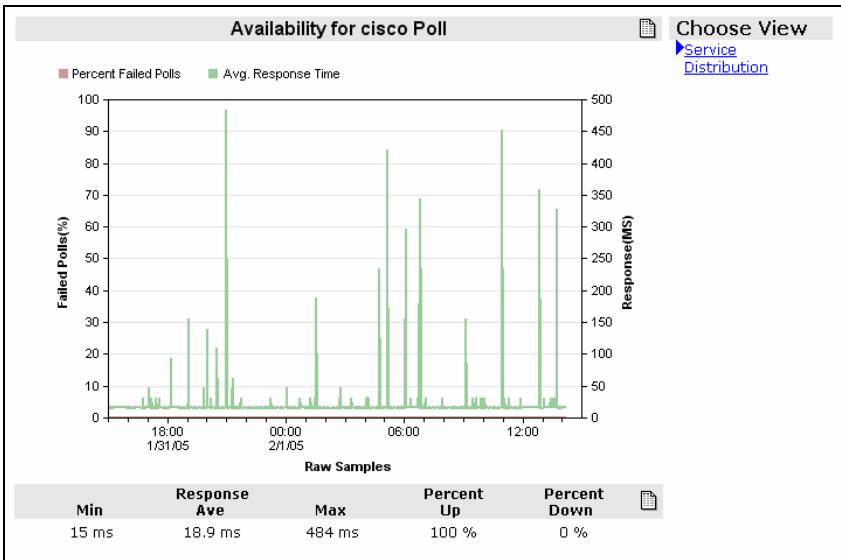 Availability for cisco Poll
Choose View
Service
Distribution
Percent Failed Polls Avg. Response Time
100 500
90 450
80 400
70 350
60 300
50 250
40 200
30 150
20 100
10 50
0 0
Failed Polls(%)
Response(MS)
18:00 00:00 06:00 12:00
1/31/05 2/1/05
Raw Samples
Response Percent Percent
Min Ave Max Up Down
15 ms 18.9 ms 484 ms 100 % 0 %